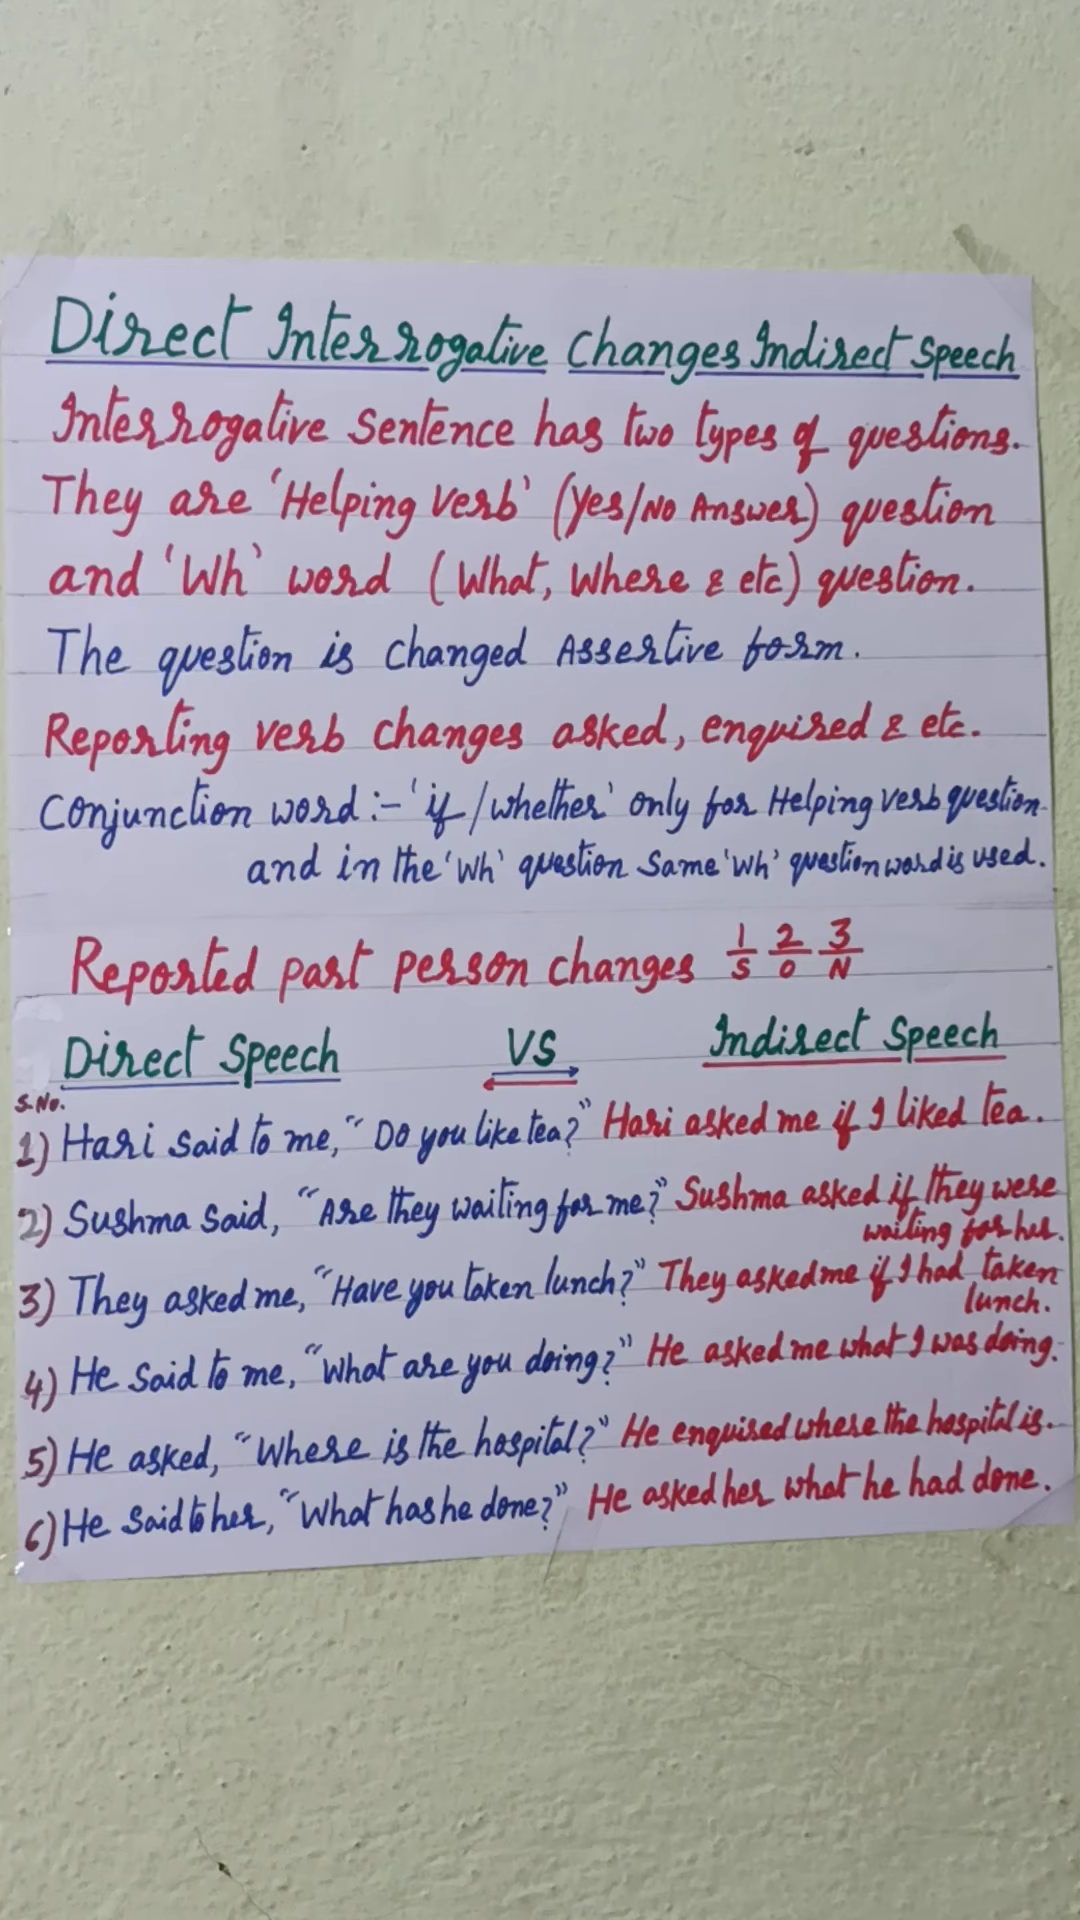 Direct Interrogative Changes Indirect Speech
Interrogative Sentence has two types of questions.
They are 'Helping verb' (Yes/No Answer) question
and 'Wh' word (What, Where & etc) question.
The question is changed Assertive form.
Reporting verb changes asked, enquired & etc.
Conjunction word :- 'if/whether' only for Helping verb question
and in the 'Wh' question Same 'Wh' question word is used.
Reported part person changes 1/S 2/O 3/N
Direct Speech VS Indirect Speech
S.No.
1) Hari said to me, "Do you like tea?" Hari asked me if I liked tea.
2) Sushma said, "Are they waiting for me?" Sushma asked if they were
waiting for her.
3) They asked me, "Have you taken lunch?" They asked me if I had taken
lunch.
4) He said to me, "What are you doing?" He asked me what I was doing.
5) He asked, "Where is the hospital?" He enquired where the hospital is.
6) He said to her, "What has he done?" He asked her what he had done.